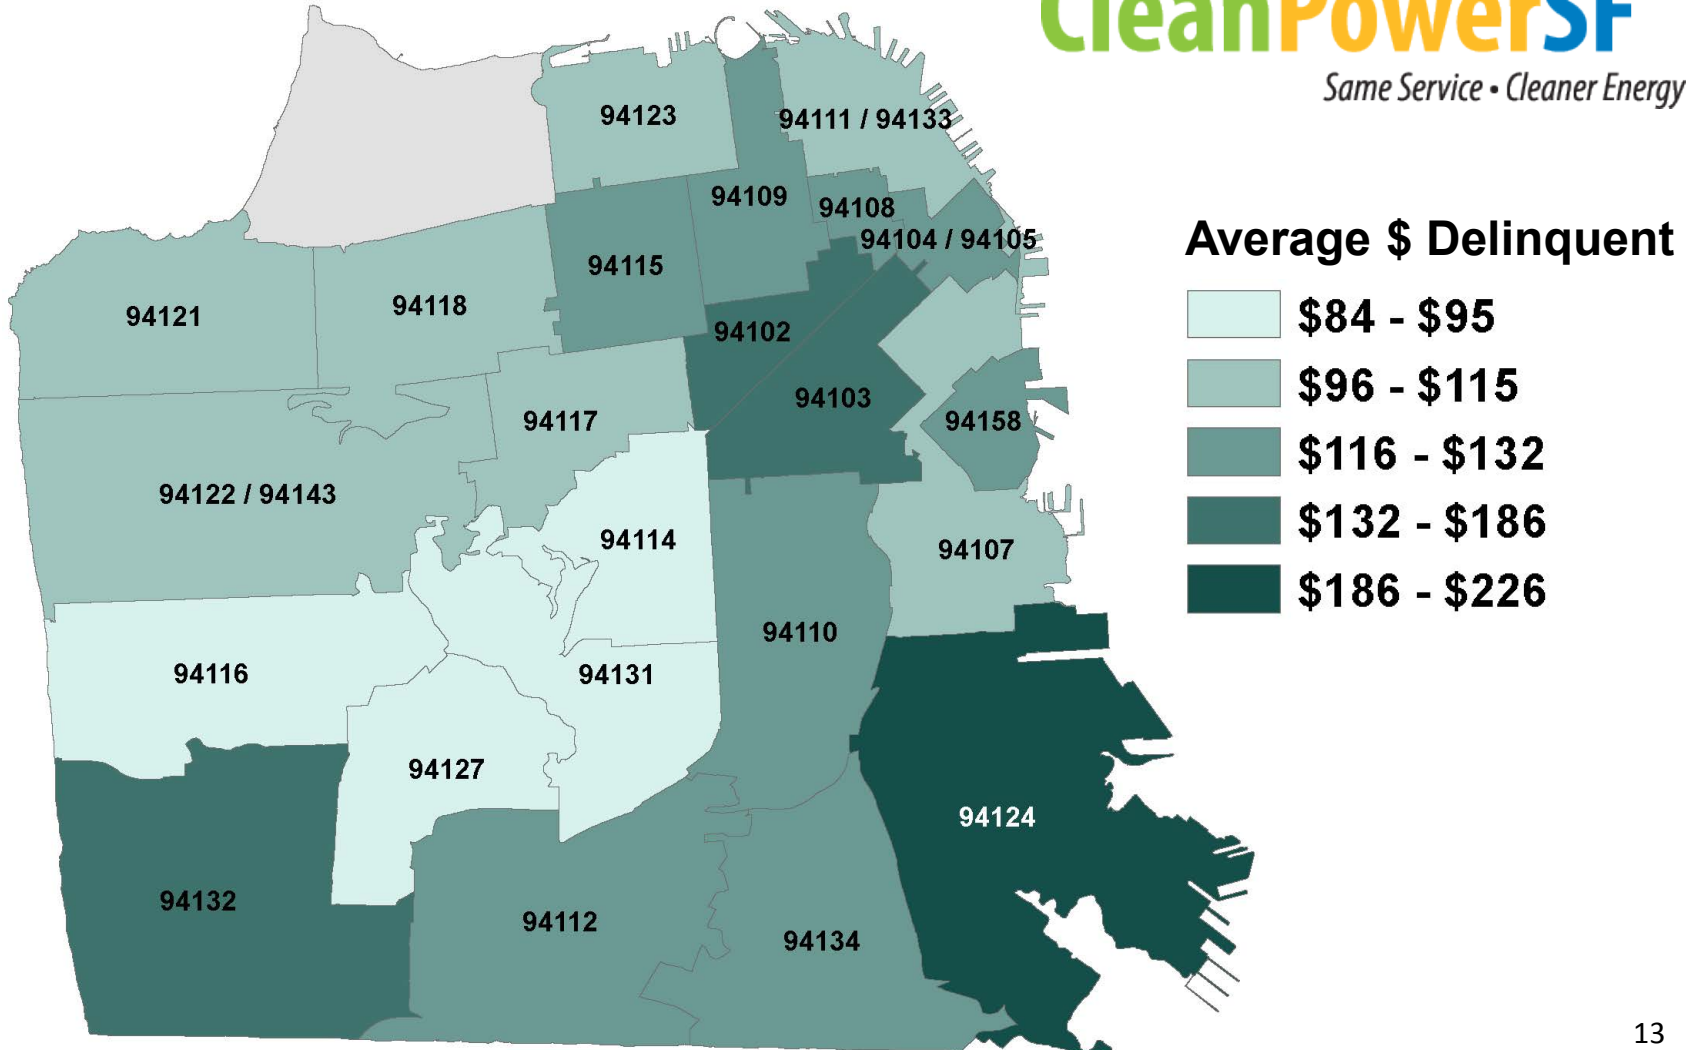 CleanPowerSF
Same Service • Cleaner Energy
94123
94111 / 94133
94109
94108
94104 / 94105
94115
94121
94118
94102
94103
94117
94158
94122 / 94143
94114
94107
94110
94116
94131
94127
94124
94132
94112
94134
Average $ Delinquent
$84 - $95
$96 - $115
$116 - $132
$132 - $186
$186 - $226
13